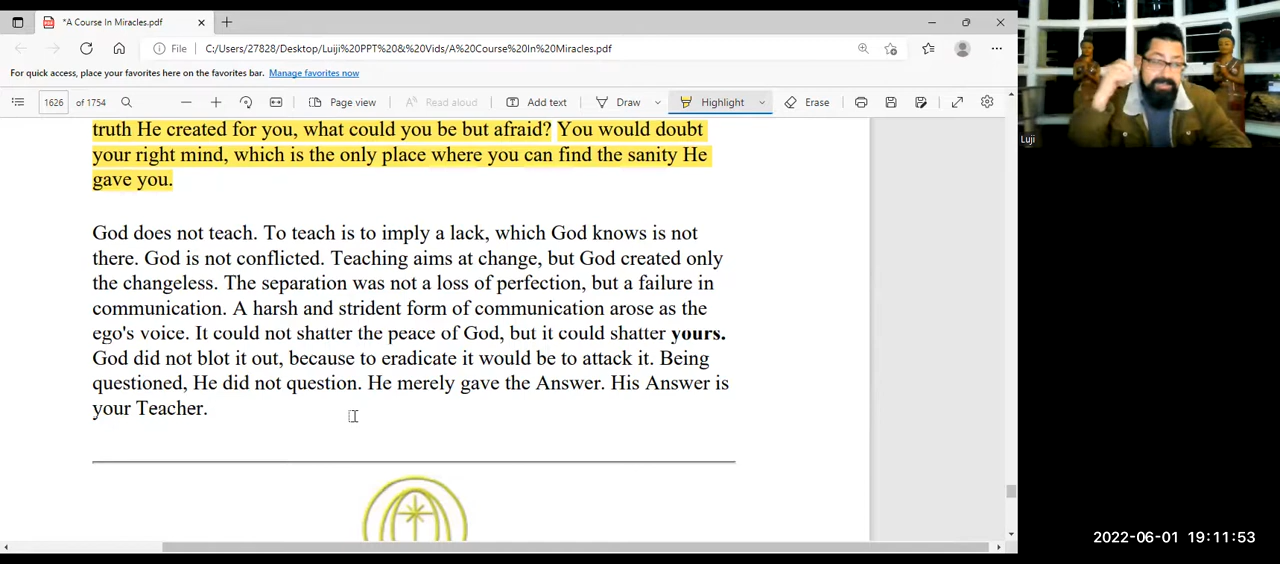 *A Course In Miracles.pdf
File
C:/Users/27828/Desktop/Luiji%20PPT%20&%20Vids/A%20Course%20In%20Miracles.pdf
For quick access, place your favorites here on the favorites bar. Manage favorites now
1626 of 1754
Page view
Read aloud
Add text
Draw
Highlight
Erase
truth He created for you, what could you be but afraid? You would doubt
your right mind, which is the only place where you can find the sanity He
gave you.
God does not teach. To teach is to imply a lack, which God knows is not
there. God is not conflicted. Teaching aims at change, but God created only
the changeless. The separation was not a loss of perfection, but a failure in
communication. A harsh and strident form of communication arose as the
ego's voice. It could not shatter the peace of God, but it could shatter yours.
God did not blot it out, because to eradicate it would be to attack it. Being
questioned, He did not question. He merely gave the Answer. His Answer is
your Teacher.
Luji
2022-06-01 19:11:53